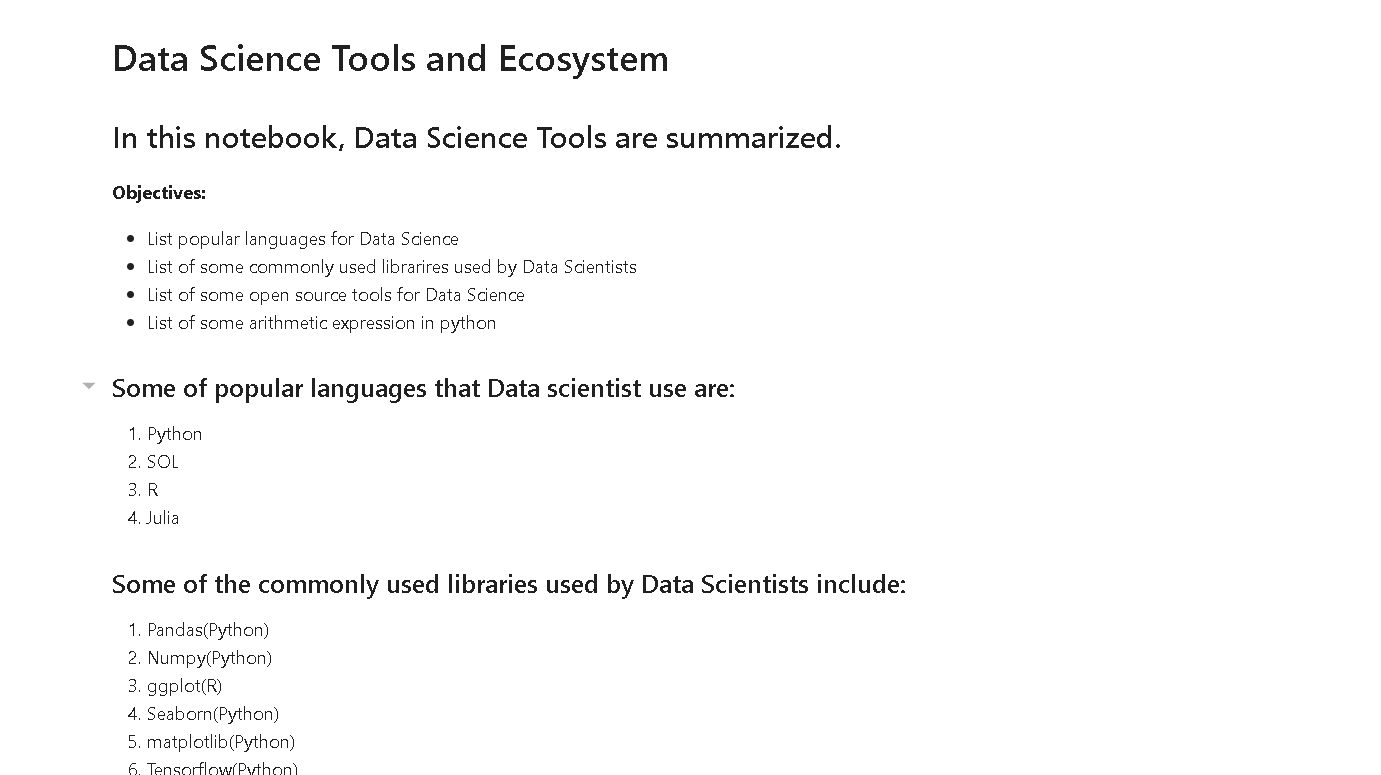 Data Science Tools and Ecosystem
In this notebook, Data Science Tools are summarized.
Objectives:
• List popular languages for Data Science
• List of some commonly used librarires used by Data Scientists
• List of some open source tools for Data Science
• List of some arithmetic expression in python
Some of popular languages that Data scientist use are:
1. Python
2. SOL
3. R
4. Julia
Some of the commonly used libraries used by Data Scientists include:
1. Pandas(Python)
2. Numpy(Python)
3. ggplot(R)
4. Seaborn(Python)
5. matplotlib(Python)
6. Tensorflow(Python)